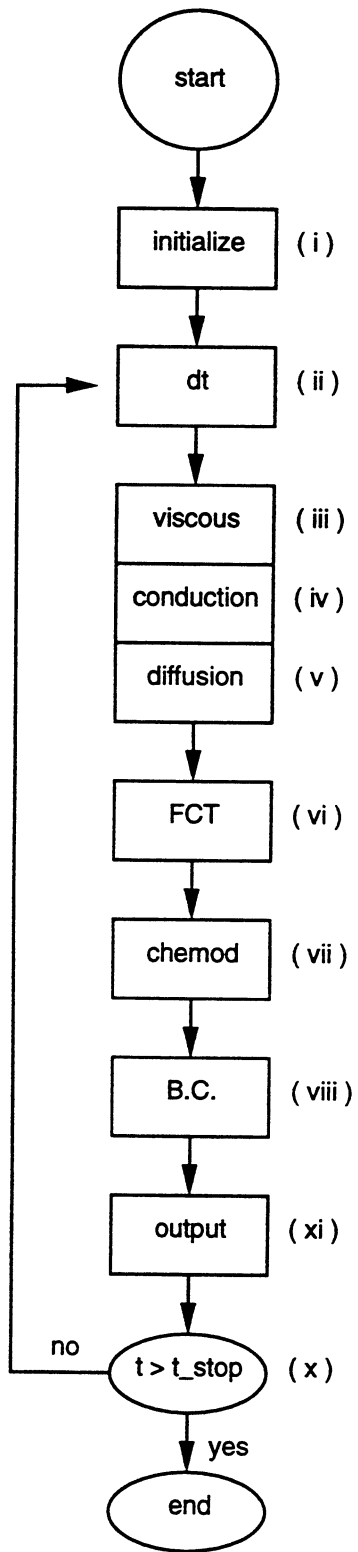 start
initialize ( i )
dt ( ii )
viscous ( iii )
conduction ( iv )
diffusion ( v )
FCT ( vi )
chemod ( vii )
B.C. ( viii )
output ( xi )
no
t > t_stop ( x )
yes
end